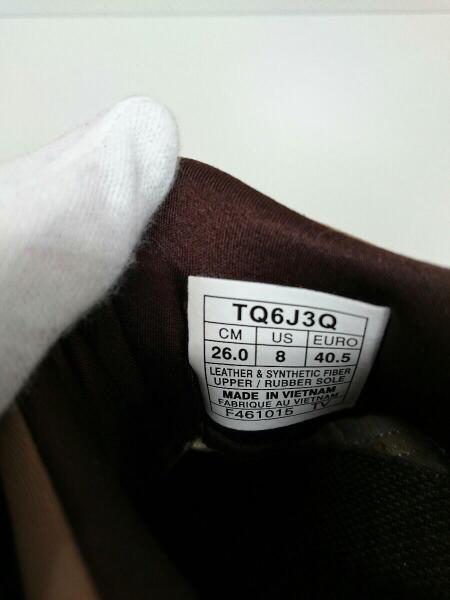 TQ6J3Q
CM US EURO
26.0 8 40.5
LEATHER & SYNTHETIC FIBER
UPPER / RUBBER SOLE
MADE IN VIETNAM
FABRIQUE AU VIETNAM
F461015 TY